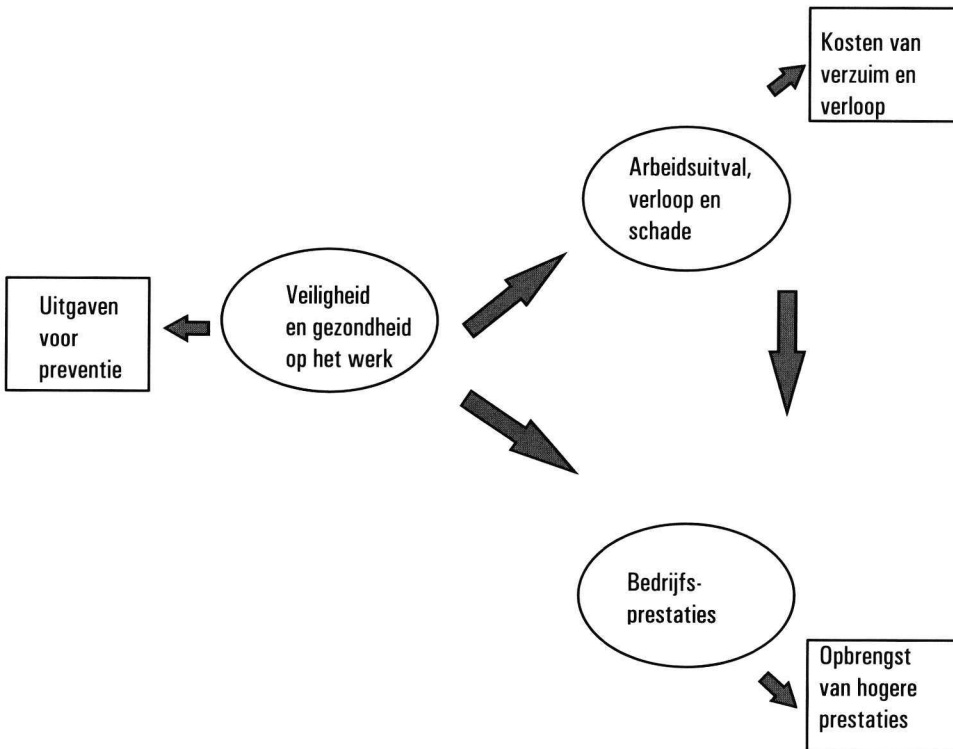 Kosten van
verzuim en
verloop
Arbeidsuitval,
verloop en
schade
Veiligheid
en gezondheid
op het werk
Uitgaven
voor
preventie
Bedrijfs-
prestaties
Opbrengst
van hogere
prestaties